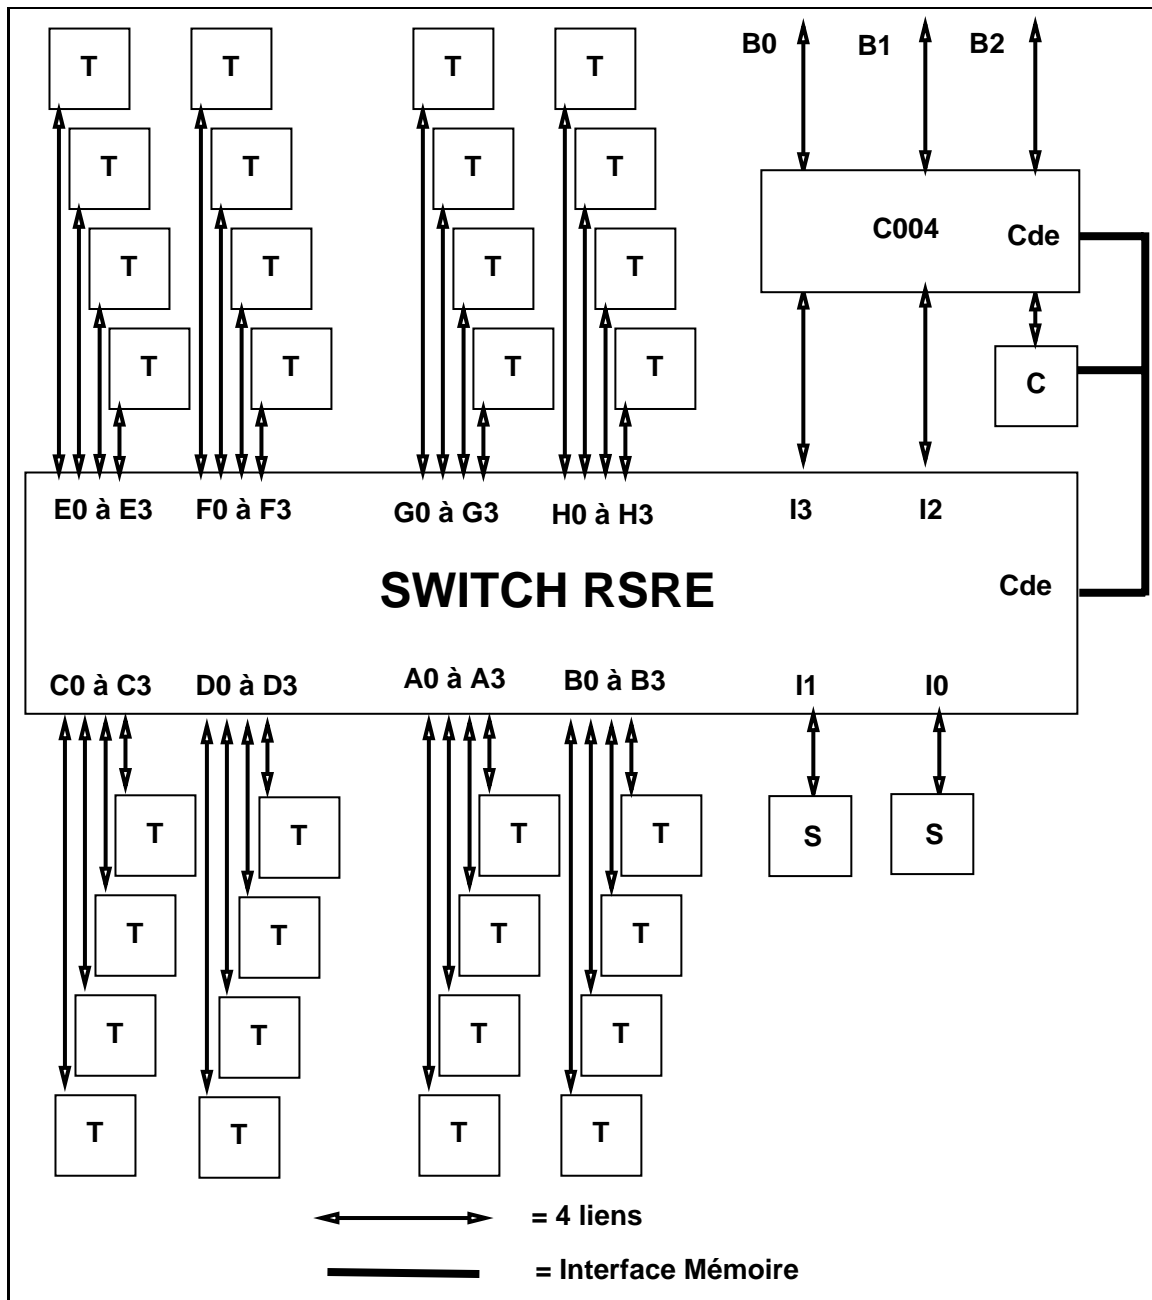 T T T T B0 B1 B2
T T T T
C004 Cde
T T T T
T T T T C
E0 à E3 F0 à F3 G0 à G3 H0 à H3 I3 I2
SWITCH RSRE Cde
C0 à C3 D0 à D3 A0 à A3 B0 à B3 I1 I0
T T T T S S
T T T T
T T T T
T T T T
= 4 liens
= Interface Mémoire